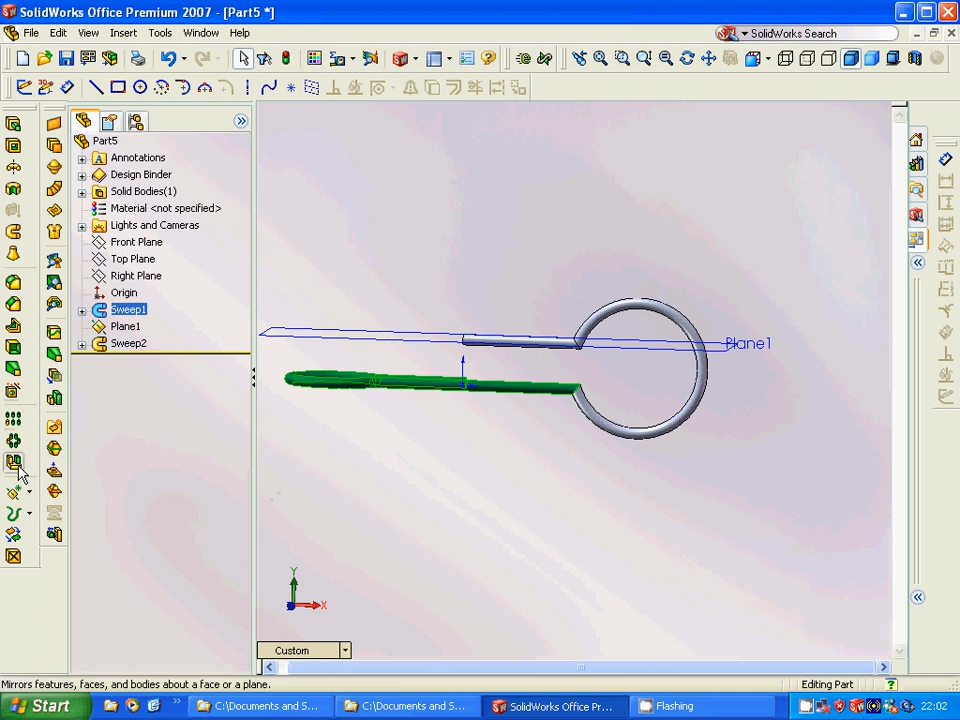 SolidWorks Office Premium 2007 - [Part5 *]
File Edit View Insert Tools Window Help
SolidWorks Search
Part5
Annotations
Design Binder
Solid Bodies(1)
Material <not specified>
Lights and Cameras
Front Plane
Top Plane
Right Plane
Origin
Sweep1
Plane1
Sweep2
Plane1
Y
X
Custom
Mirrors features, faces, and bodies about a face or a plane.
Editing Part
Start
C:\Documents and S...
C:\Documents and S...
SolidWorks Office Pr...
Flashing
22:02